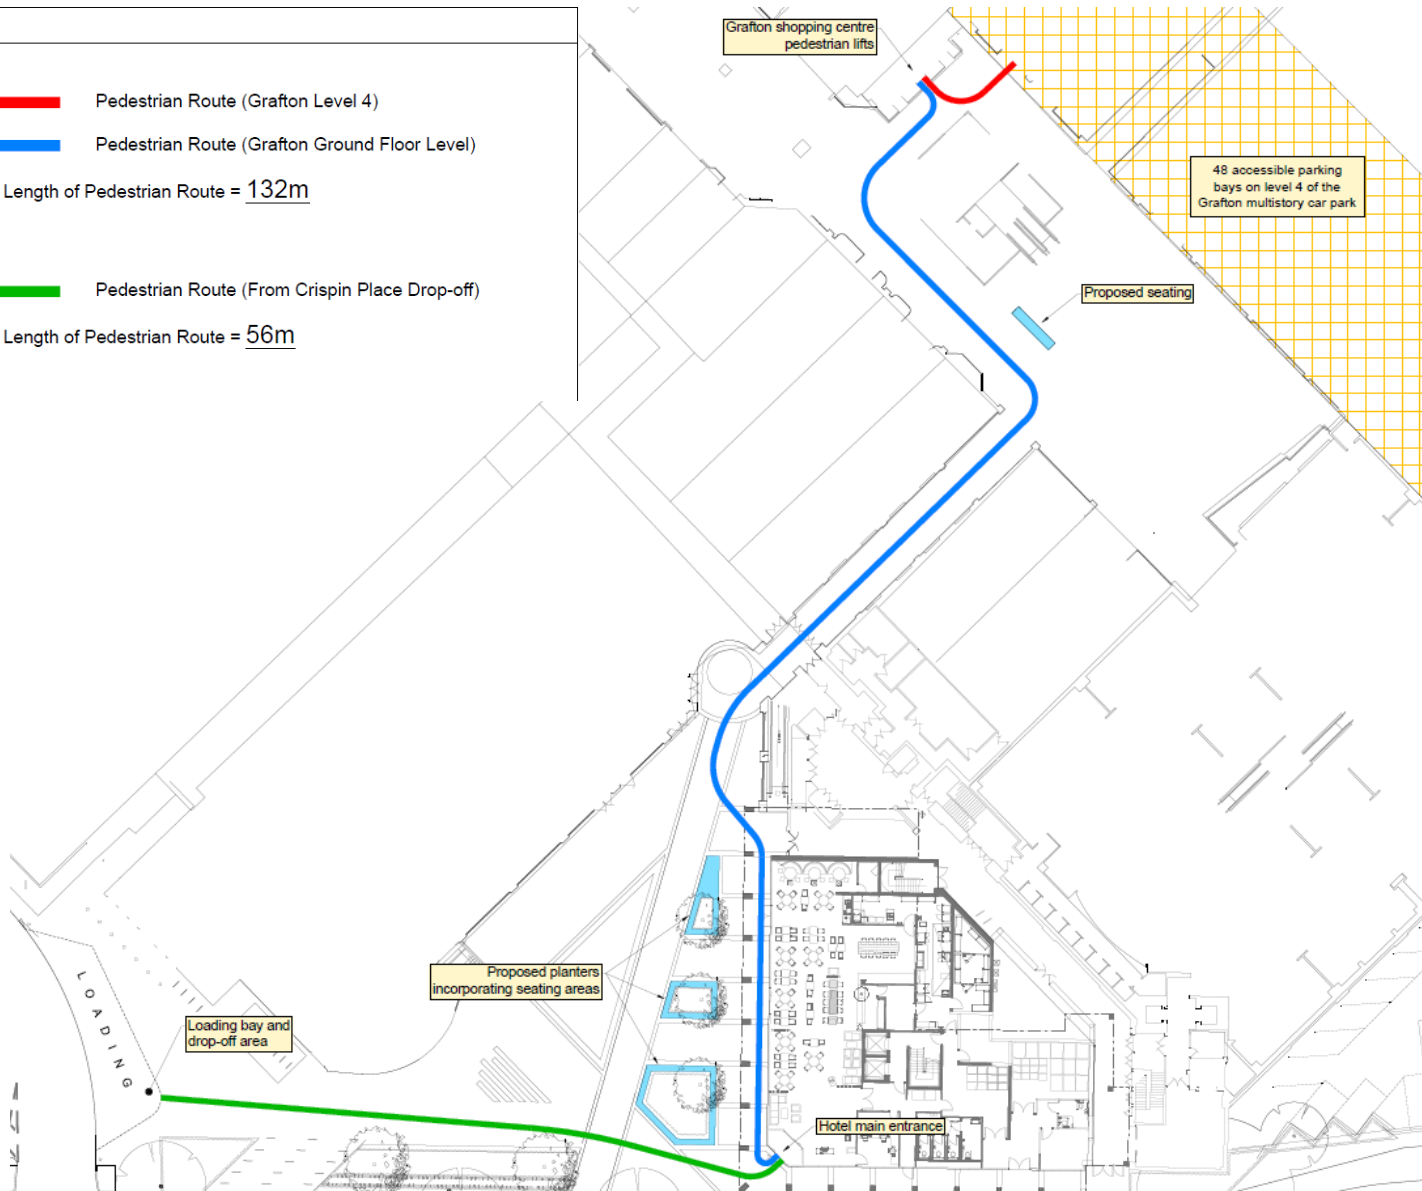 Pedestrian Route (Grafton Level 4)
Pedestrian Route (Grafton Ground Floor Level)
Length of Pedestrian Route = 132m
Pedestrian Route (From Crispin Place Drop-off)
Length of Pedestrian Route = 56m
Grafton shopping centre
pedestrian lifts
48 accessible parking
bays on level 4 of the
Grafton multistory car park
Proposed seating
Proposed planters
incorporating seating areas
LOADING
Loading bay and
drop-off area
Hotel main entrance